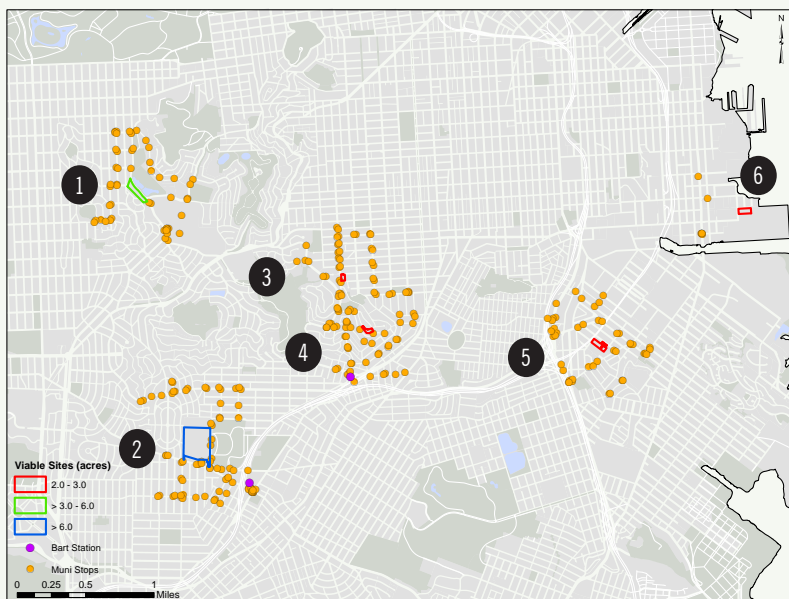 N
1
6
3
4
5
2
Viable Sites (acres)
2.0 - 3.0
> 3.0 - 6.0
> 6.0
Bart Station
Muni Stops
0 0.25 0.5 1
Miles